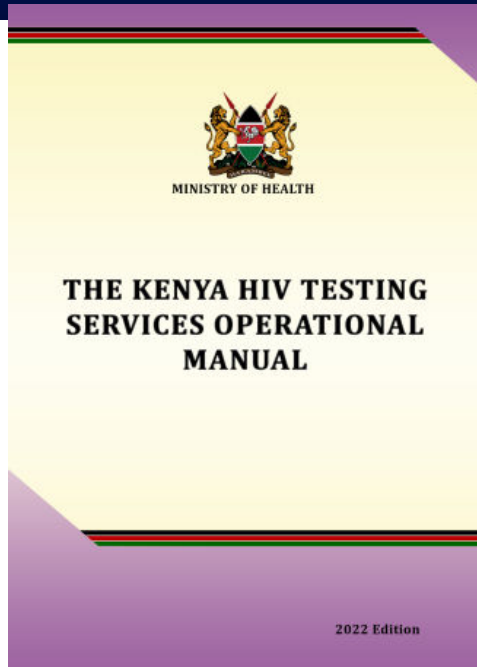 MINISTRY OF HEALTH
THE KENYA HIV TESTING
SERVICES OPERATIONAL
MANUAL
2022 Edition